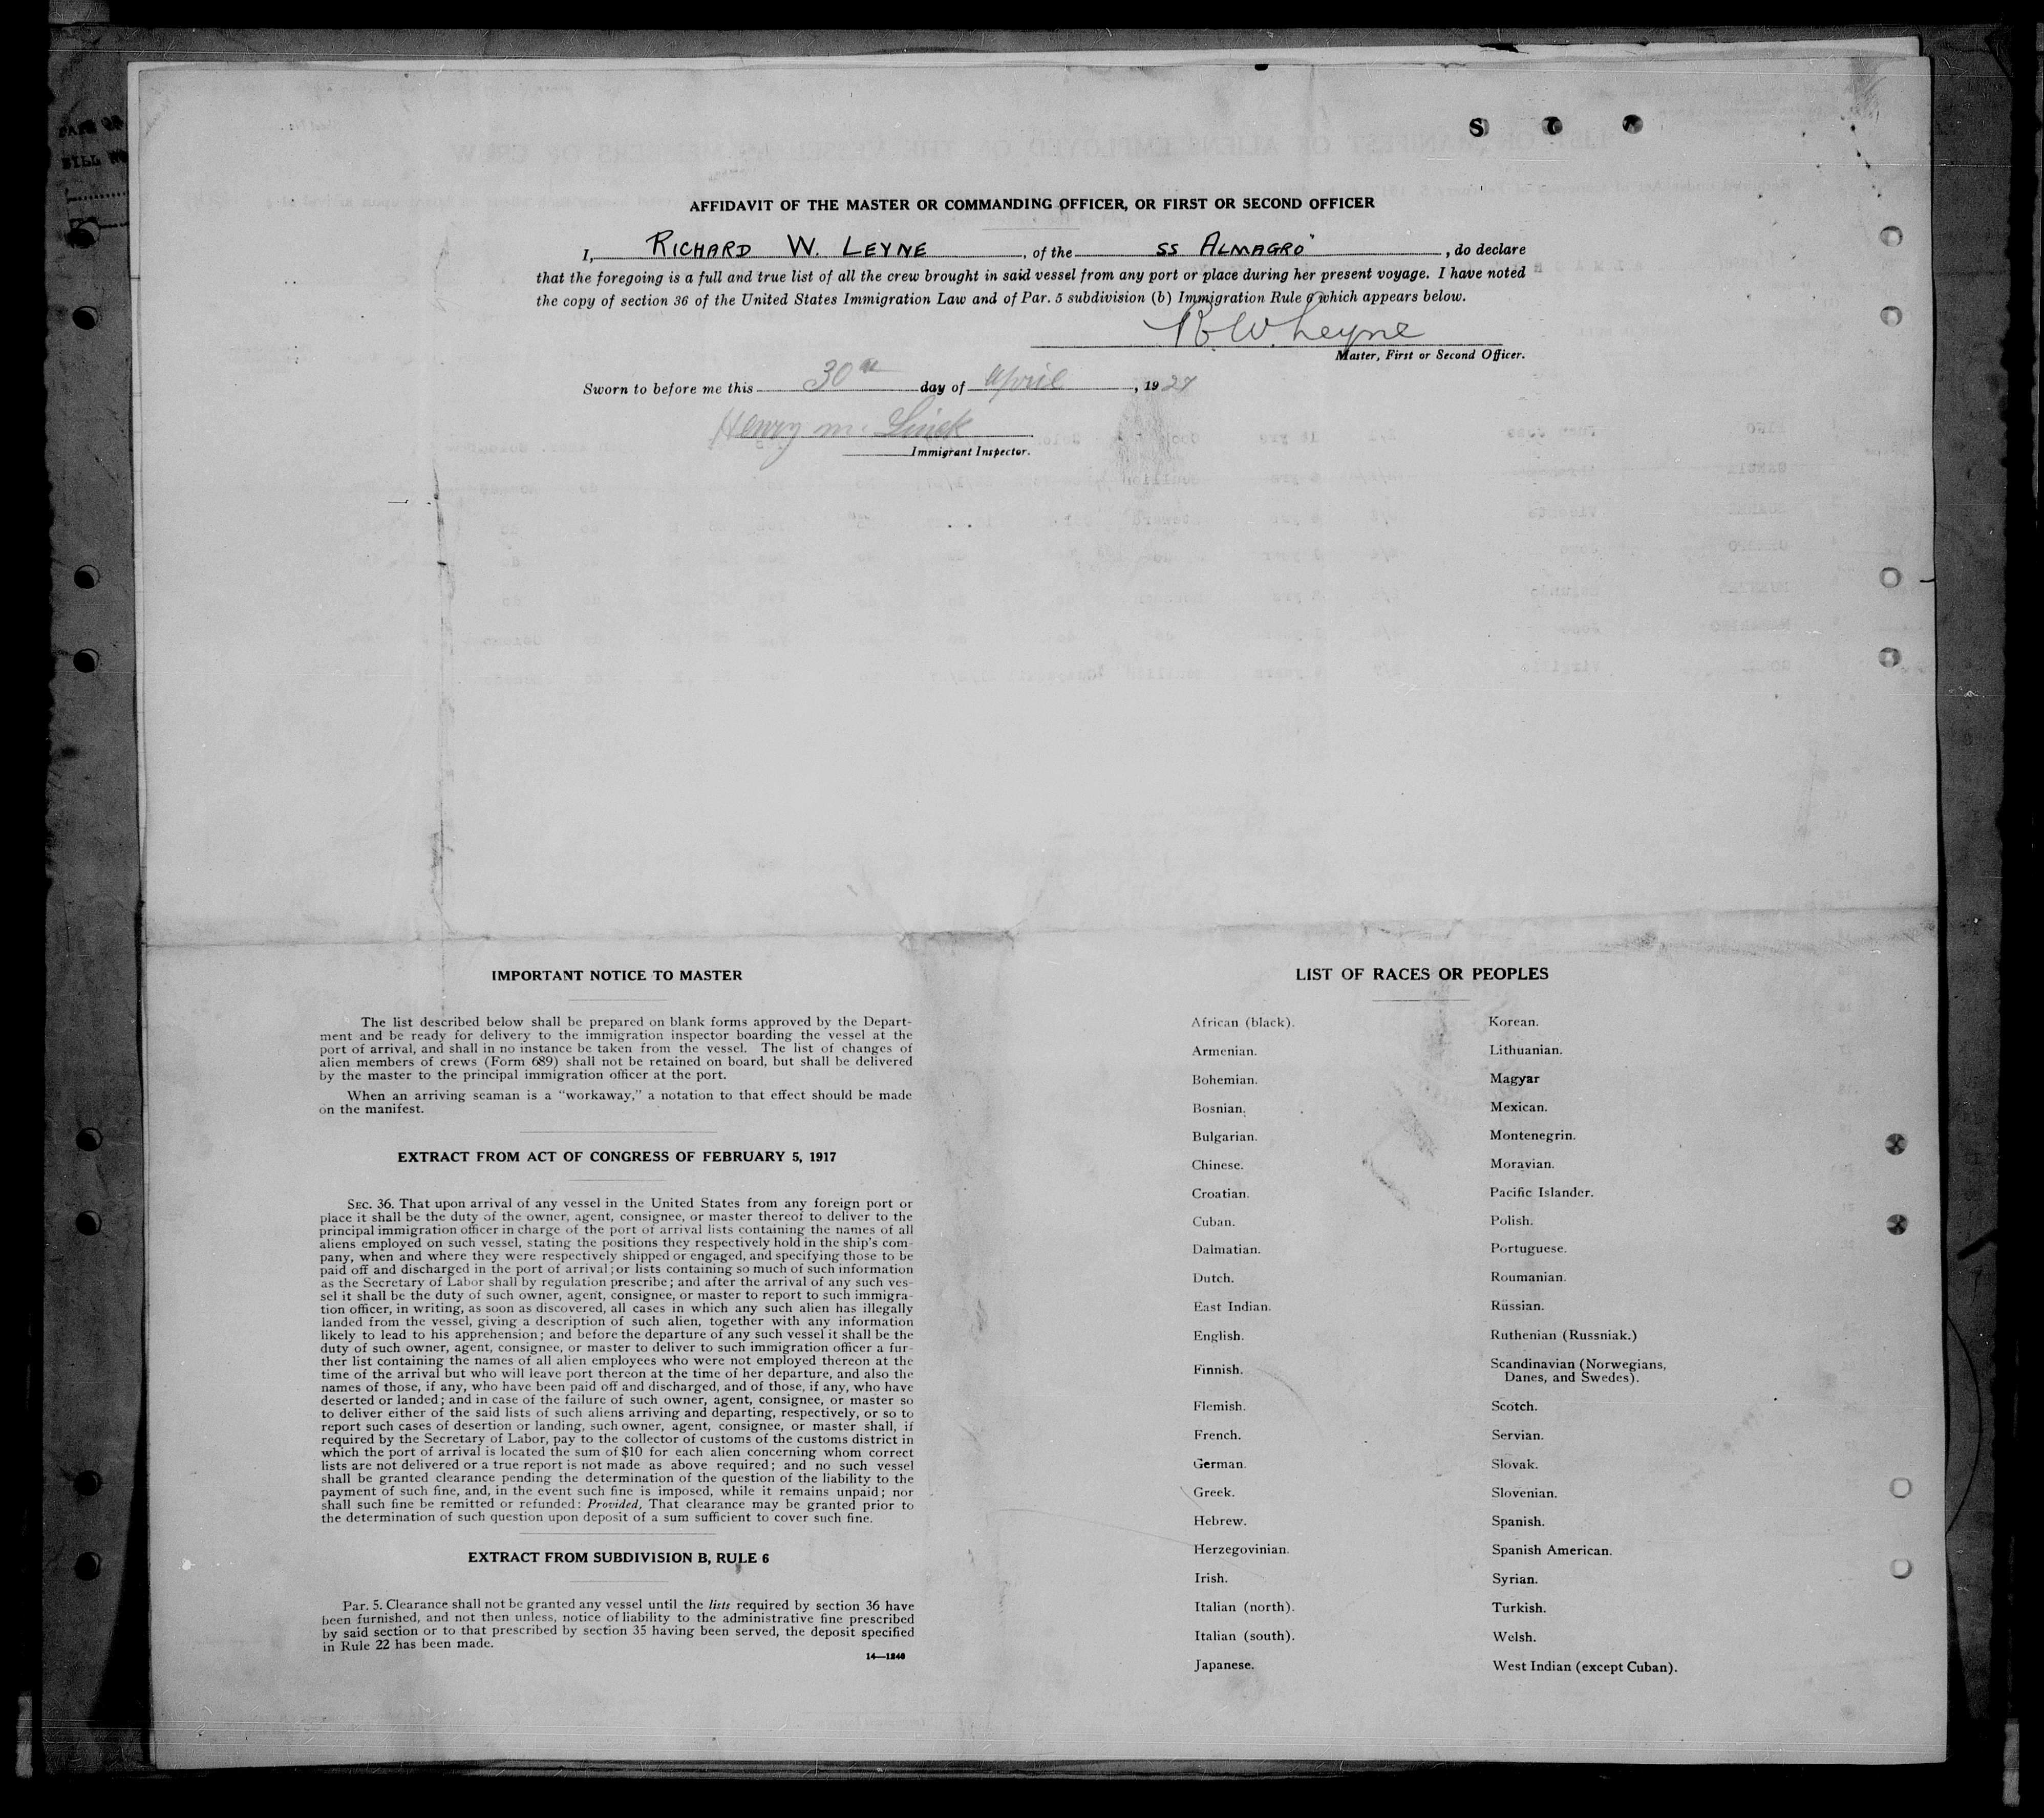 S
AFFIDAVIT OF THE MASTER OR COMMANDING OFFICER, OR FIRST OR SECOND OFFICER
I, RICHARD W. LEYNE, of the SS ALMAGRO", do declare
that the foregoing is a full and true list of all the crew brought in said vessel from any port or place during her present voyage. I have noted
the copy of section 36 of the United States Immigration Law and of Par. 5 subdivision (b) Immigration Rule 6 which appears below.
R. W. Leyne
Master, First or Second Officer.
Sworn to before me this 30th day of April, 1927
Henry M.
Immigrant Inspector.
IMPORTANT NOTICE TO MASTER
The list described below shall be prepared on blank forms approved by the Depart-
ment and be ready for delivery to the immigration inspector boarding the vessel at the
port of arrival, and shall in no instance be taken from the vessel. The list of changes of
alien members of crews (Form 689) shall not be retained on board, but shall be delivered
by the master to the principal immigration officer at the port.
When an arriving seaman is a "workaway," a notation to that effect should be made
on the manifest.
EXTRACT FROM ACT OF CONGRESS OF FEBRUARY 5, 1917
SEC. 36. That upon arrival of any vessel in the United States from any foreign port or
place it shall be the duty of the owner, agent, consignee, or master thereof to deliver to the
principal immigration officer in charge of the port of arrival lists containing the names of all
aliens employed on such vessel, stating the positions they respectively hold in the ship's com-
pany, when and where they were respectively shipped or engaged, and specifying those to be
paid off and discharged in the port of arrival; or lists containing so much of such information
as the Secretary of Labor shall by regulation prescribe; and after the arrival of any such ves-
sel it shall be the duty of such owner, agent, consignee, or master to report to such immigra-
tion officer, in writing, as soon as discovered, all cases in which any such alien has illegally
landed from the vessel, giving a description of such alien, together with any information
likely to lead to his apprehension; and before the departure of any such vessel it shall be the
duty of such owner, agent, consignee, or master to deliver to such immigration officer a fur-
ther list containing the names of all alien employees who were not employed thereon at the
time of the arrival but who will leave port thereon at the time of her departure, and also the
names of those, if any, who have been paid off and discharged, and of those, if any, who have
deserted or landed; and in case of the failure of such owner, agent, consignee, or master so
to deliver either of the said lists of such aliens arriving and departing, respectively, or so to
report such cases of desertion or landing, such owner, agent, consignee, or master shall, if
required by the Secretary of Labor, pay to the collector of customs of the customs district in
which the port of arrival is located the sum of $10 for each alien concerning whom correct
lists are not delivered or a true report is not made as above required; and no such vessel
shall be granted clearance pending the determination of the question of the liability to the
payment of such fine, and, in the event such fine is imposed, while it remains unpaid; nor
shall such fine be remitted or refunded: Provided, That clearance may be granted prior to
the determination of such question upon deposit of a sum sufficient to cover such fine.
EXTRACT FROM SUBDIVISION B, RULE 6
Par. 5. Clearance shall not be granted any vessel until the lists required by section 36 have
been furnished, and not then unless, notice of liability to the administrative fine prescribed
by said section or to that prescribed by section 35 having been served, the deposit specified
in Rule 22 has been made.
14—1240
LIST OF RACES OR PEOPLES
African (black).
Armenian.
Bohemian.
Bosnian.
Bulgarian.
Chinese.
Croatian.
Cuban.
Dalmatian.
Dutch.
East Indian.
English.
Finnish.
Flemish.
French.
German.
Greek.
Hebrew.
Herzegovinian.
Irish.
Italian (north).
Italian (south).
Japanese.
Korean.
Lithuanian.
Magyar
Mexican.
Montenegrin.
Moravian.
Pacific Islander.
Polish.
Portuguese.
Roumanian.
Russian.
Ruthenian (Russniak.)
Scandinavian (Norwegians,
Danes, and Swedes).
Scotch.
Servian.
Slovak.
Slovenian.
Spanish.
Spanish American.
Syrian.
Turkish.
Welsh.
West Indian (except Cuban).